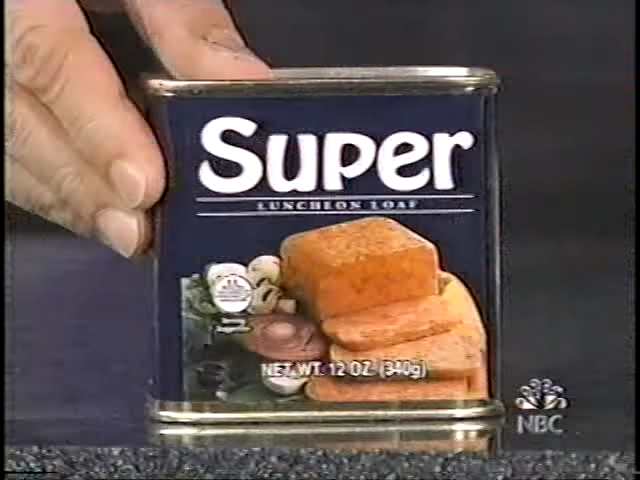 Super
LUNCHEON LOAF
NET WT. 12 OZ. (340g)
NBC